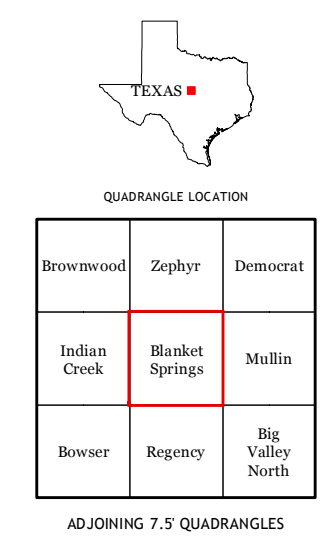 TEXAS
QUADRANGLE LOCATION
Brownwood
Zephyr
Democrat
Indian
Creek
Blanket
Springs
Mullin
Bowser
Regency
Big
Valley
North
ADJOINING 7.5' QUADRANGLES